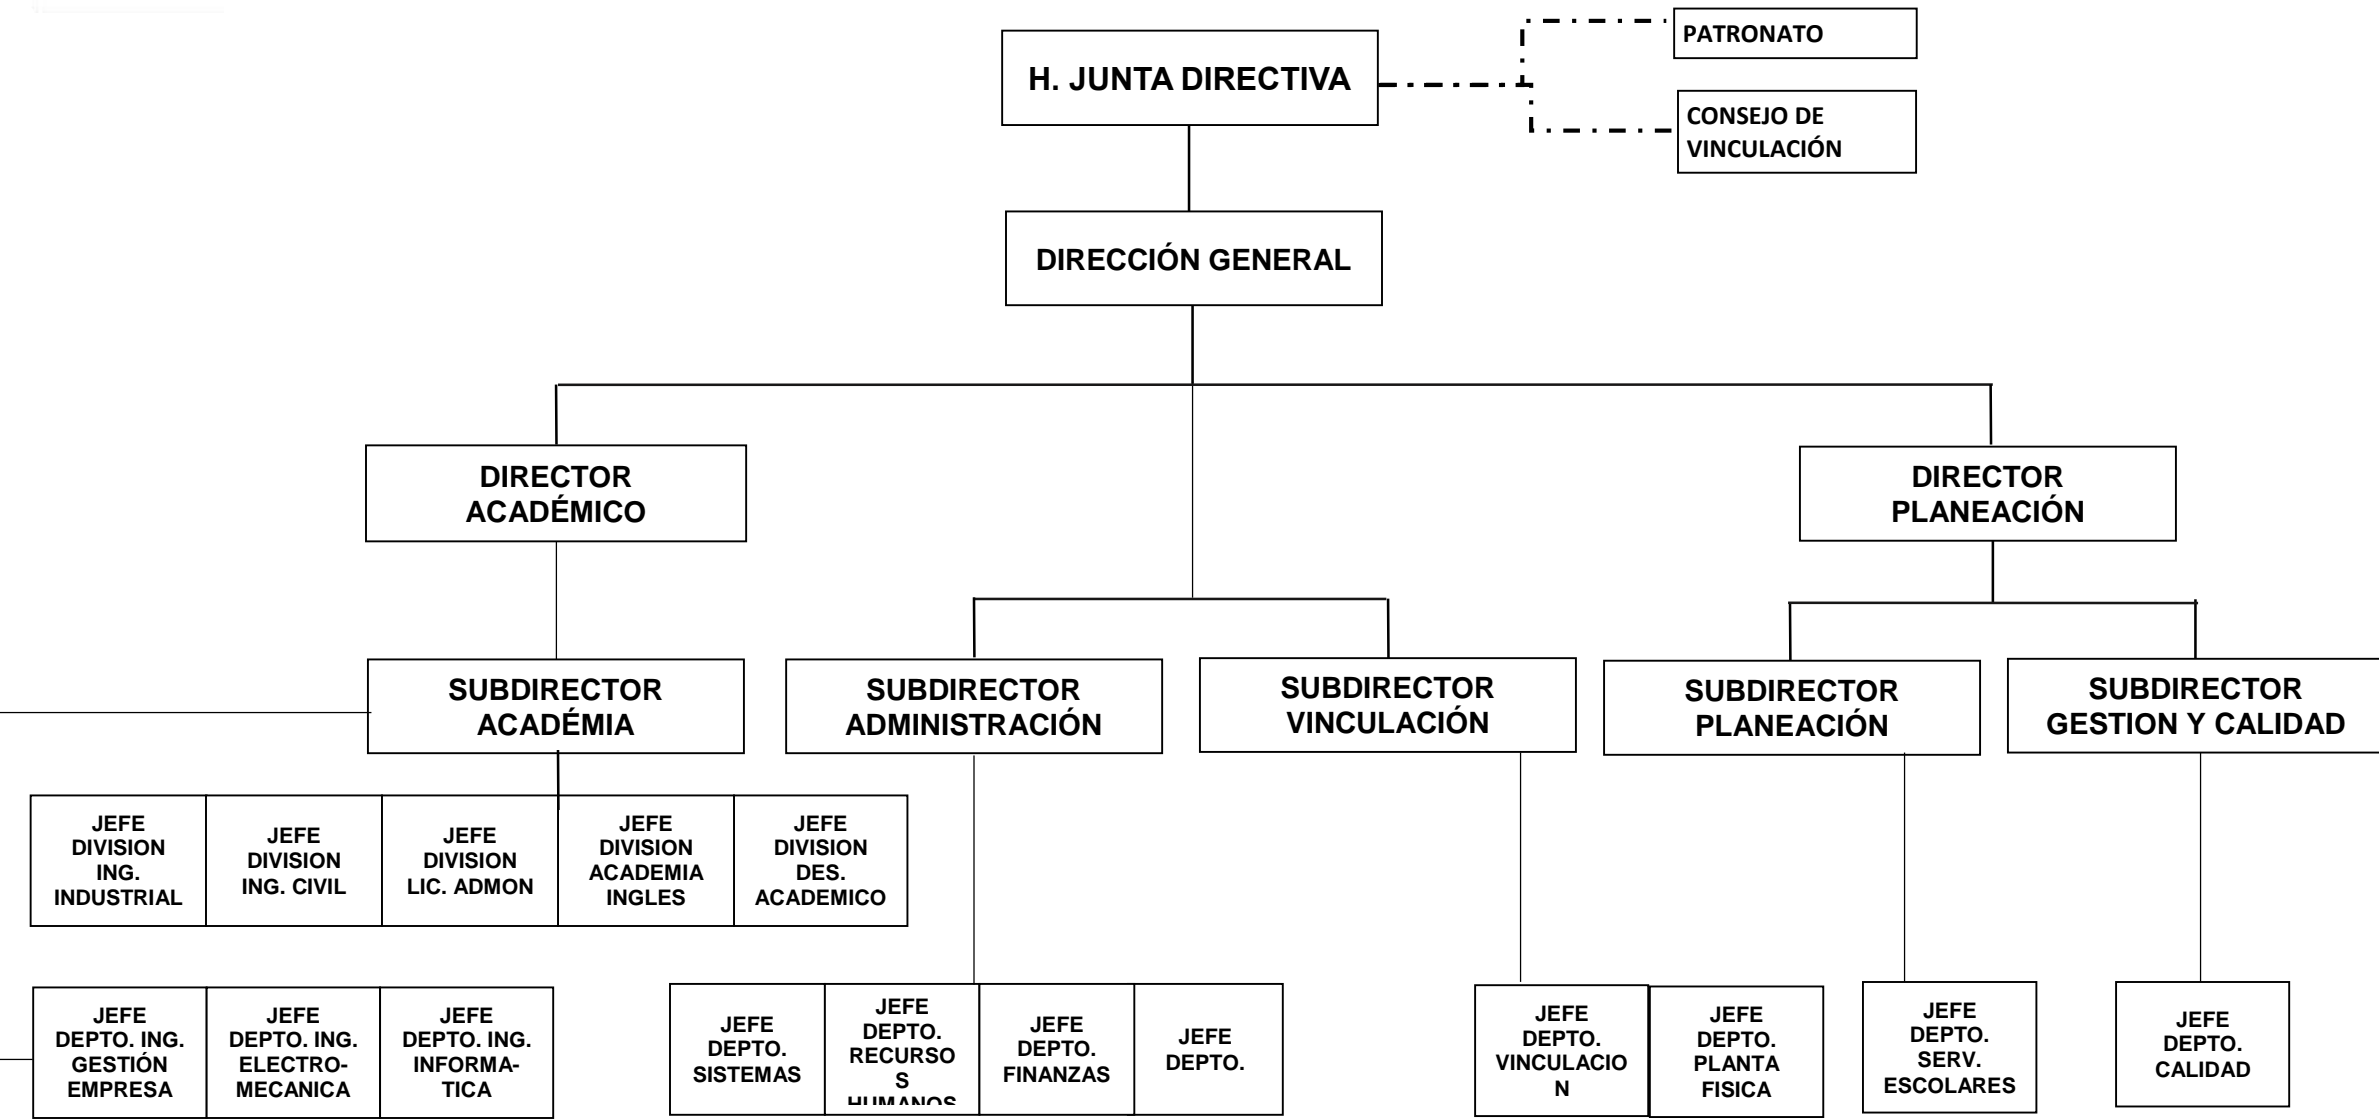 PATRONATO
H. JUNTA DIRECTIVA
CONSEJO DE
VINCULACIÓN
DIRECCIÓN GENERAL
DIRECTOR
ACADÉMICO
DIRECTOR
PLANEACIÓN
SUBDIRECTOR
ACADÉMIA
SUBDIRECTOR
ADMINISTRACIÓN
SUBDIRECTOR
VINCULACIÓN
SUBDIRECTOR
PLANEACIÓN
SUBDIRECTOR
GESTION Y CALIDAD
JEFE
DIVISION
ING.
INDUSTRIAL
JEFE
DIVISION
ING. CIVIL
JEFE
DIVISION
LIC. ADMON
JEFE
DIVISION
ACADEMIA
INGLES
JEFE
DIVISION
DES.
ACADEMICO
JEFE
DEPTO. ING.
GESTIÓN
EMPRESA
JEFE
DEPTO. ING.
ELECTRO-
MECANICA
JEFE
DEPTO. ING.
INFORMA-
TICA
JEFE
DEPTO.
SISTEMAS
JEFE
DEPTO.
RECURSO
S
HUMANOS
JEFE
DEPTO.
FINANZAS
JEFE
DEPTO.
JEFE
DEPTO.
VINCULACIO
N
JEFE
DEPTO.
PLANTA
FISICA
JEFE
DEPTO.
SERV.
ESCOLARES
JEFE
DEPTO.
CALIDAD